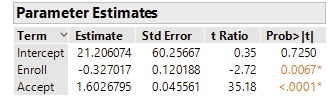 Parameter Estimates
Term Estimate Std Error t Ratio Prob>|t|
Intercept 21.206074 60.25667 0.35 0.7250
Enroll -0.327017 0.120188 -2.72 0.0067*
Accept 1.6026795 0.045561 35.18 <.0001*